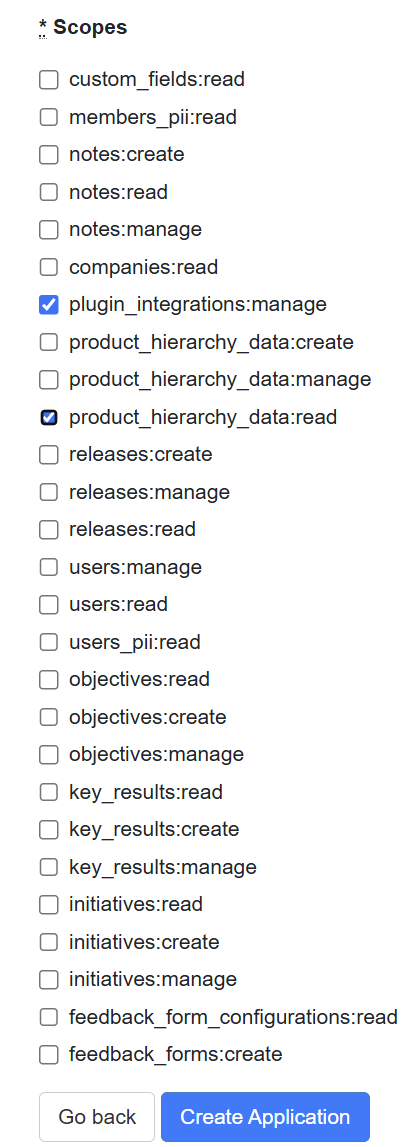 * Scopes
custom_fields:read
members_pii:read
notes:create
notes:read
notes:manage
companies:read
plugin_integrations:manage
product_hierarchy_data:create
product_hierarchy_data:manage
product_hierarchy_data:read
releases:create
releases:manage
releases:read
users:manage
users:read
users_pii:read
objectives:read
objectives:create
objectives:manage
key_results:read
key_results:create
key_results:manage
initiatives:read
initiatives:create
initiatives:manage
feedback_form_configurations:read
feedback_forms:create
Go back Create Application